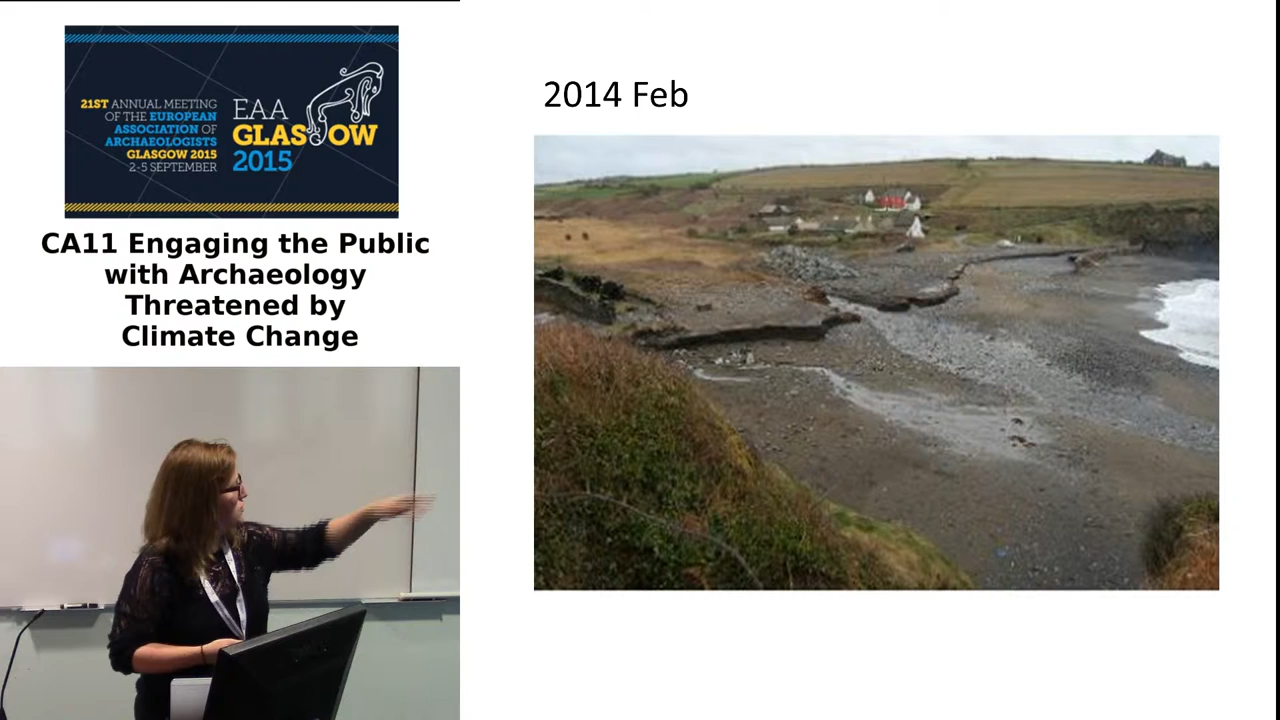 21ST ANNUAL MEETING
OF THE EUROPEAN
ASSOCIATION OF
ARCHAEOLOGISTS
GLASGOW 2015
2-5 SEPTEMBER
EAA
GLASGOW
2015
CA11 Engaging the Public
with Archaeology
Threatened by
Climate Change
2014 Feb